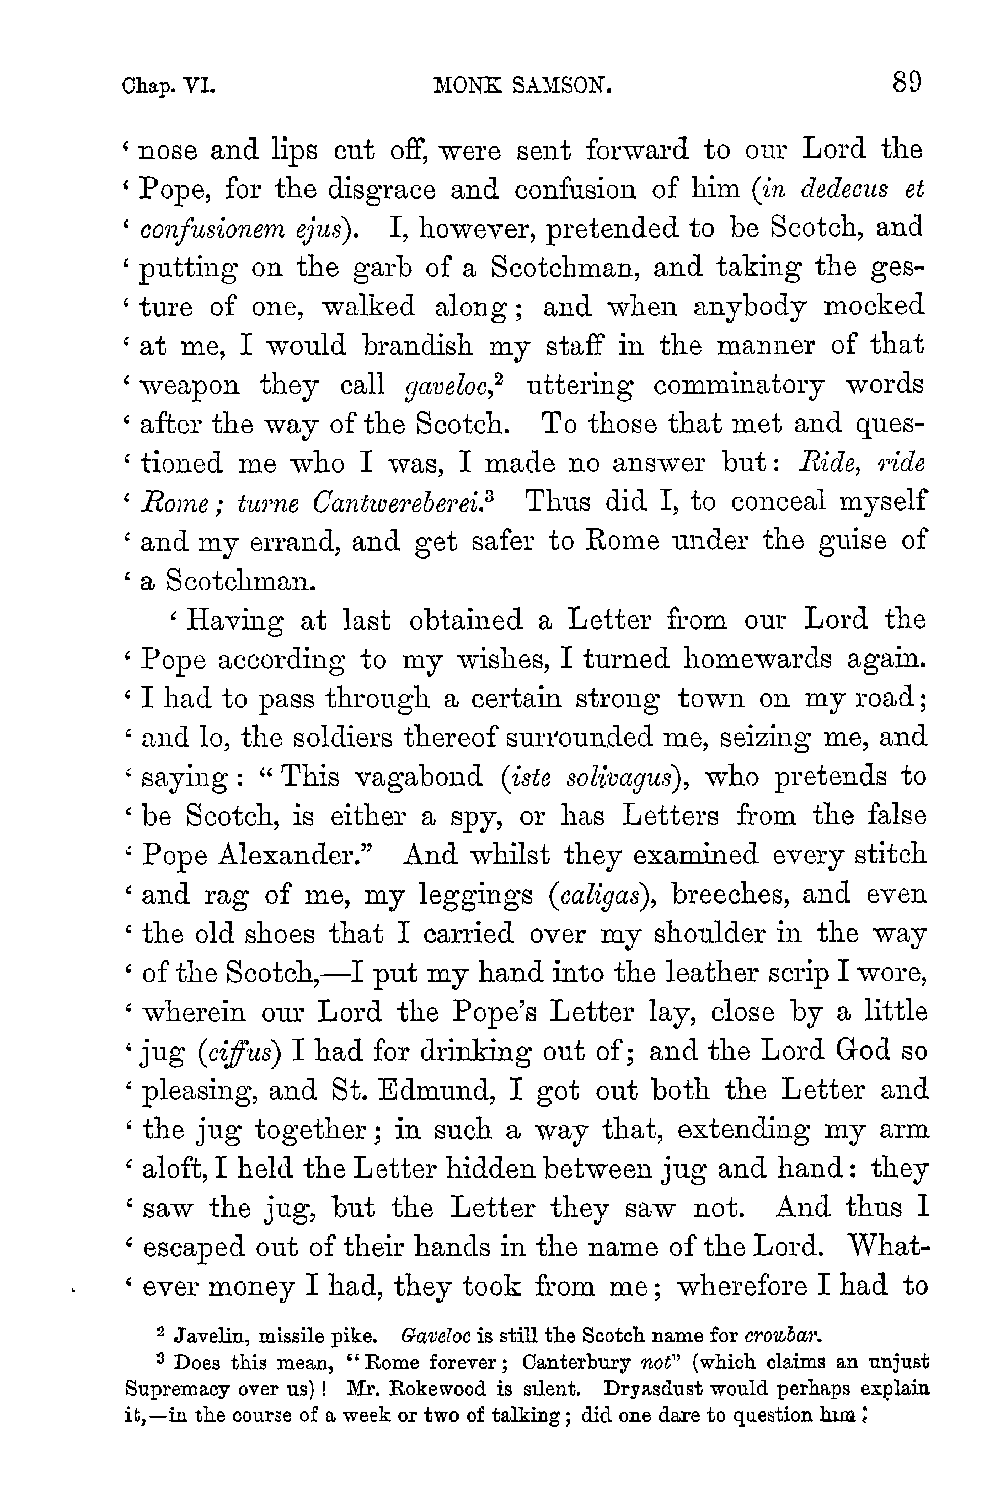 Chap. VI. MONK SAMSON. 89
‘ nose and lips cut off, were sent forward to our Lord the
‘ Pope, for the disgrace and confusion of him (in dedecus et
‘ confusionem ejus). I, however, pretended to be Scotch, and
‘ putting on the garb of a Scotchman, and taking the ges-
‘ ture of one, walked along; and when anybody mocked
‘ at me, I would brandish my staff in the manner of that
‘ weapon they call gaveloc,² uttering comminatory words
‘ after the way of the Scotch. To those that met and ques-
‘ tioned me who I was, I made no answer but: Ride, ride
‘ Rome; turne Cantwereberei.³ Thus did I, to conceal myself
‘ and my errand, and get safer to Rome under the guise of
‘ a Scotchman.
‘ Having at last obtained a Letter from our Lord the
‘ Pope according to my wishes, I turned homewards again.
‘ I had to pass through a certain strong town on my road;
‘ and lo, the soldiers thereof surrounded me, seizing me, and
‘ saying: “This vagabond (iste solivagus), who pretends to
‘ be Scotch, is either a spy, or has Letters from the false
‘ Pope Alexander.” And whilst they examined every stitch
‘ and rag of me, my leggings (caligas), breeches, and even
‘ the old shoes that I carried over my shoulder in the way
‘ of the Scotch,—I put my hand into the leather scrip I wore,
‘ wherein our Lord the Pope’s Letter lay, close by a little
‘ jug (ciffus) I had for drinking out of; and the Lord God so
‘ pleasing, and St. Edmund, I got out both the Letter and
‘ the jug together; in such a way that, extending my arm
‘ aloft, I held the Letter hidden between jug and hand: they
‘ saw the jug, but the Letter they saw not. And thus I
‘ escaped out of their hands in the name of the Lord. What-
‘ ever money I had, they took from me; wherefore I had to
² Javelin, missile pike. Gaveloc is still the Scotch name for croubar.
³ Does this mean, “Rome forever; Canterbury not” (which claims an unjust
Supremacy over us)! Mr. Rokewood is silent. Dryasdust would perhaps explain
it,—in the course of a week or two of talking; did one dare to question him!